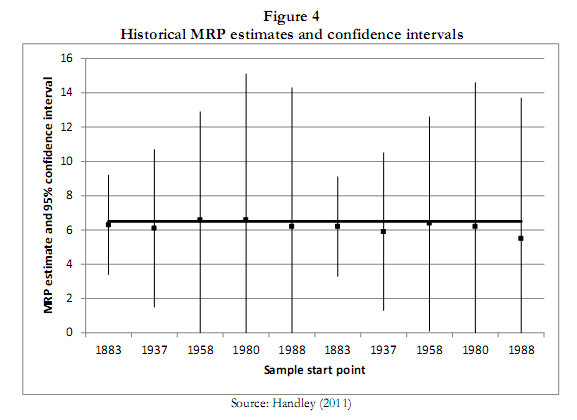 Figure 4
Historical MRP estimates and confidence intervals
MRP estimate and 95% confidence interval
16
14
12
10
8
6
4
2
0
1883 1937 1958 1980 1988 1883 1937 1958 1980 1988
Sample start point
Source: Handley (2011)